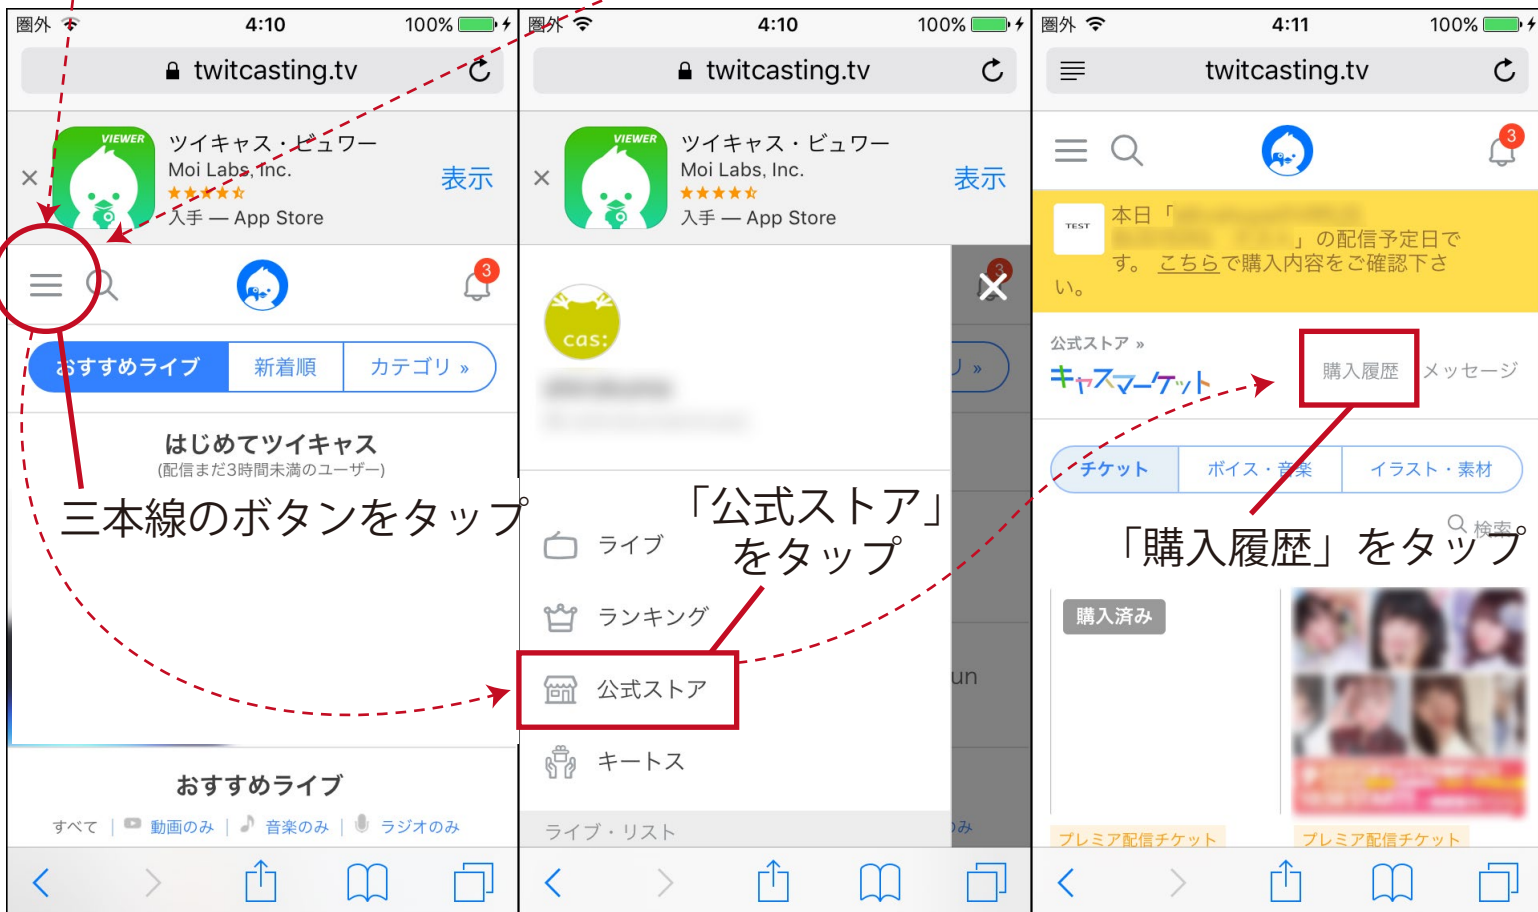 圏外 4:10 100%
twitcasting.tv
VIEWER
ツイキャス・ビュワー
Moi Labs, Inc.
入手 — App Store
表示
3
おすすめライブ 新着順 カテゴリ »
はじめてツイキャス
(配信まだ3時間未満のユーザー)
三本線のボタンをタップ
おすすめライブ
すべて | 動画のみ | 音楽のみ | ラジオのみ
圏外 4:10 100%
twitcasting.tv
VIEWER
ツイキャス・ビュワー
Moi Labs, Inc.
入手 — App Store
表示
3
cas:
リ »
「公式ストア」
をタップ
ライブ
ランキング
公式ストア
un
キートス
ライブ・リスト
のみ
圏外 4:11 100%
twitcasting.tv
3
TEST
本日「
」の配信予定日で
す。 こちらで購入内容をご確認下さ
い。
公式ストア »
キャスマーケット
購入履歴 メッセージ
チケット ボイス・音楽 イラスト・素材
検索
「購入履歴」をタップ
購入済み
プレミア配信チケット プレミア配信チケット